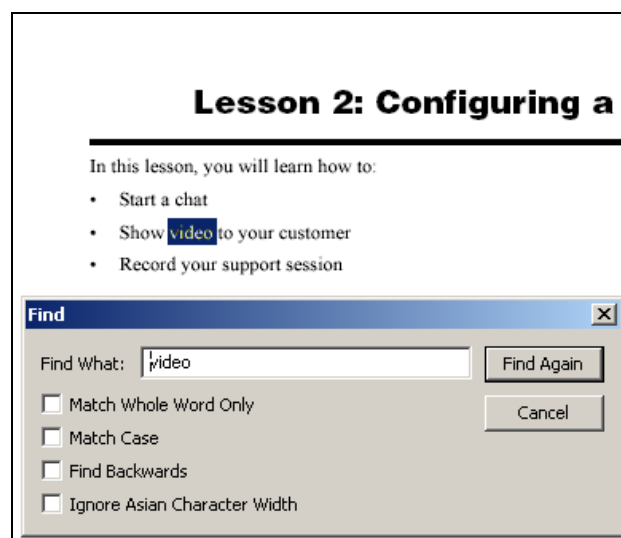 Lesson 2: Configuring a
In this lesson, you will learn how to:
• Start a chat
• Show video to your customer
• Record your support session
Find
Find What: video Find Again
Match Whole Word Only Cancel
Match Case
Find Backwards
Ignore Asian Character Width